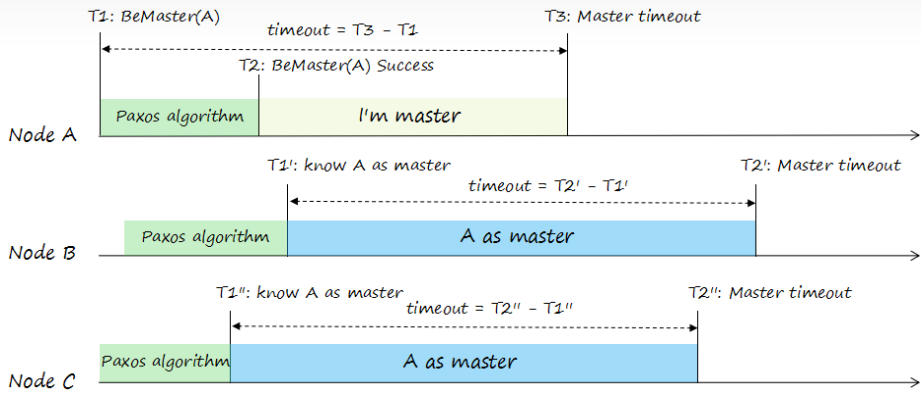 T1: BeMaster(A)
T3: Master timeout
timeout = T3 - T1
T2: BeMaster(A) Success
Paxos algorithm
I'm master
Node A
T1': know A as master
T2': Master timeout
timeout = T2' - T1'
Paxos algorithm
A as master
Node B
T1'': know A as master
T2'': Master timeout
timeout = T2'' - T1''
Paxos algorithm
A as master
Node C